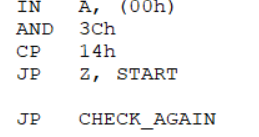 IN A, (00h)
AND 3Ch
CP 14h
JP Z, START
JP CHECK_AGAIN